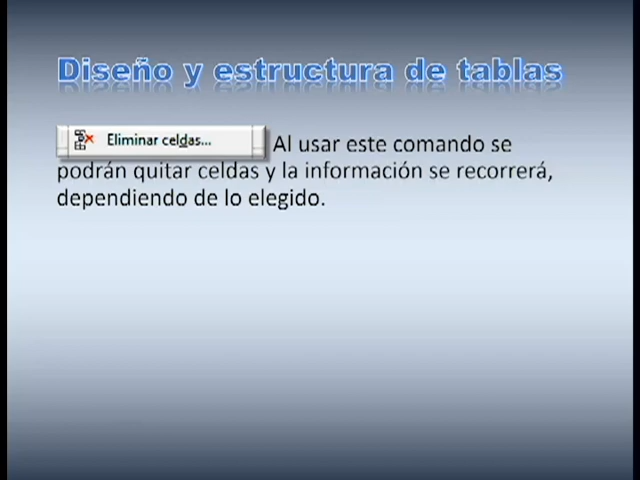 Diseño y estructura de tablas
Eliminar celdas... Al usar este comando se
podrán quitar celdas y la información se recorrerá,
dependiendo de lo elegido.